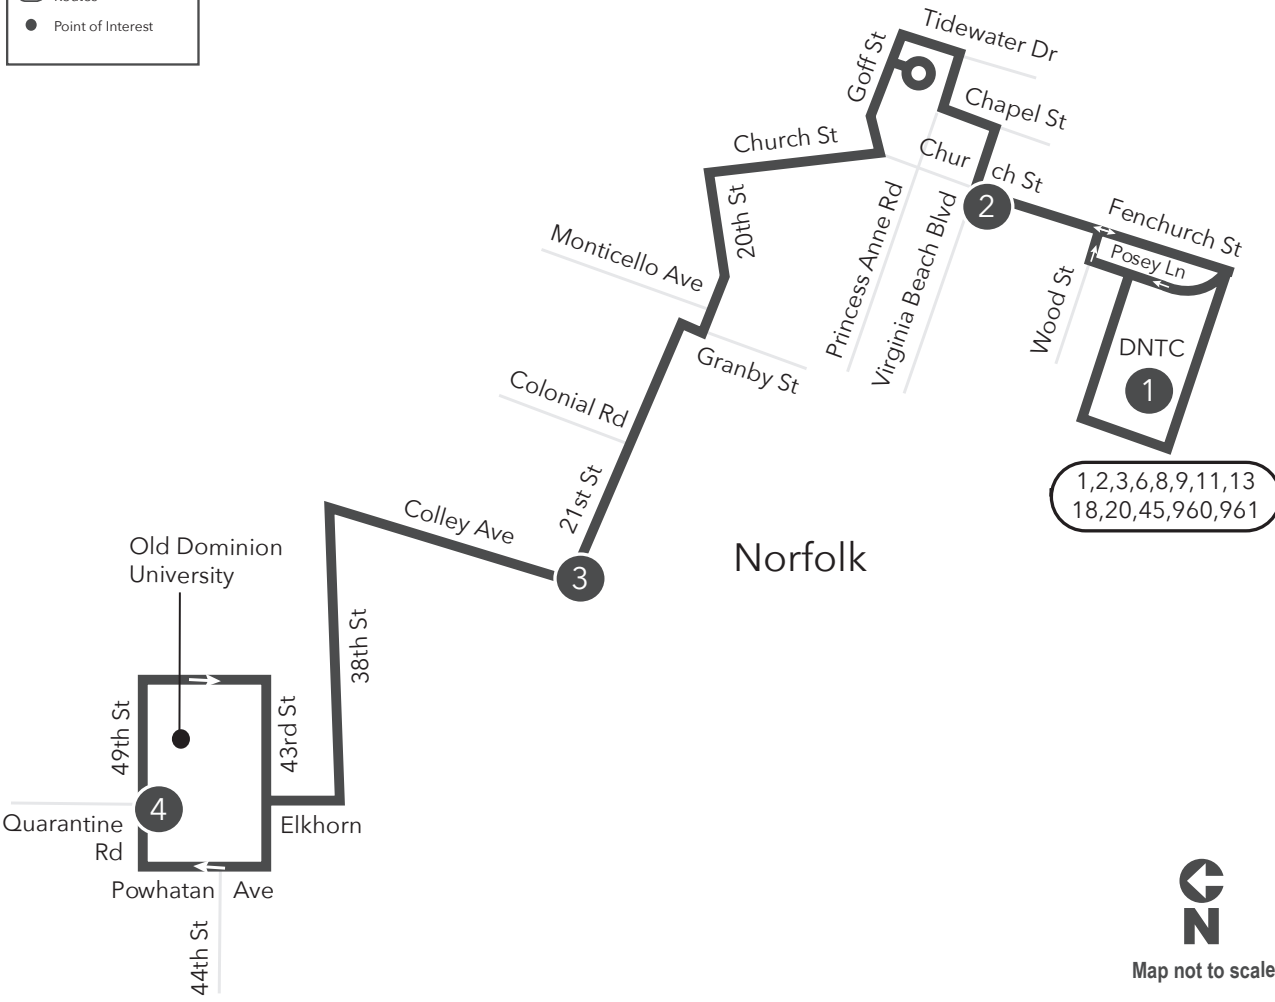 Routes
Point of Interest
Tidewater Dr
Goff St
Chapel St
Church St
Chur ch St
20th St
Princess Anne Rd
Virginia Beach Blvd
2
Fenchurch St
Posey Ln
Wood St
Monticello Ave
Granby St
DNTC
1
Colonial Rd
1,2,3,6,8,9,11,13
18,20,45,960,961
21st St
Colley Ave
3
Norfolk
Old Dominion
University
38th St
49th St
43rd St
4
Quarantine
Rd
Elkhorn
Powhatan Ave
44th St
N
Map not to scale